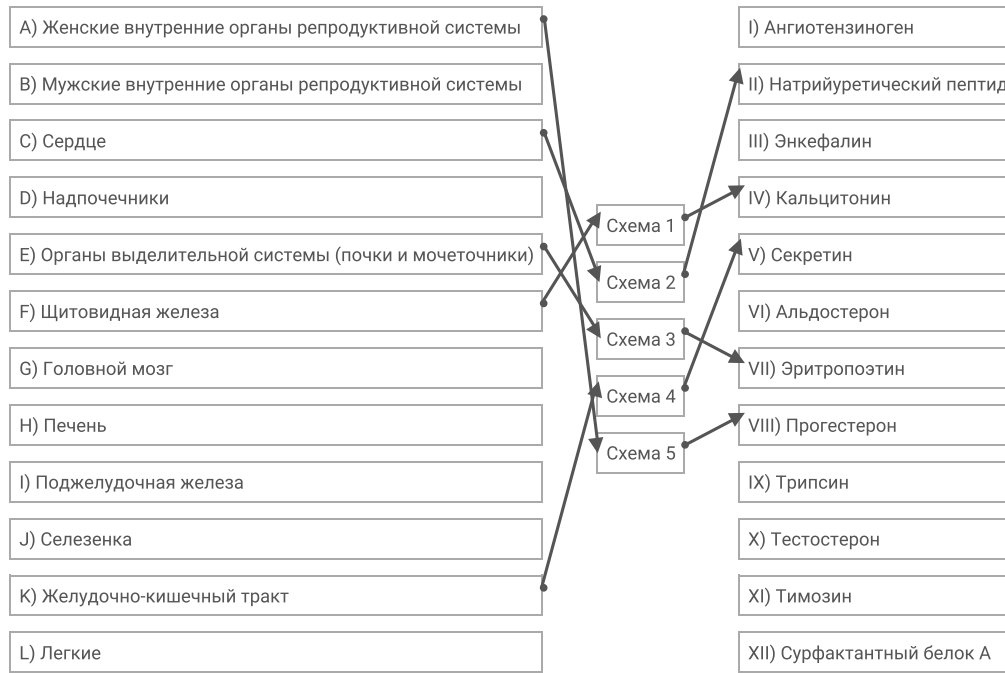 A) Женские внутренние органы репродуктивной системы
B) Мужские внутренние органы репродуктивной системы
C) Сердце
D) Надпочечники
E) Органы выделительной системы (почки и мочеточники)
F) Щитовидная железа
G) Головной мозг
H) Печень
I) Поджелудочная железа
J) Селезенка
K) Желудочно-кишечный тракт
L) Легкие
Схема 1
Схема 2
Схема 3
Схема 4
Схема 5
I) Ангиотензиноген
II) Натрийуретический пептид
III) Энкефалин
IV) Кальцитонин
V) Секретин
VI) Альдостерон
VII) Эритропоэтин
VIII) Прогестерон
IX) Трипсин
X) Тестостерон
XI) Тимозин
XII) Сурфактантный белок А